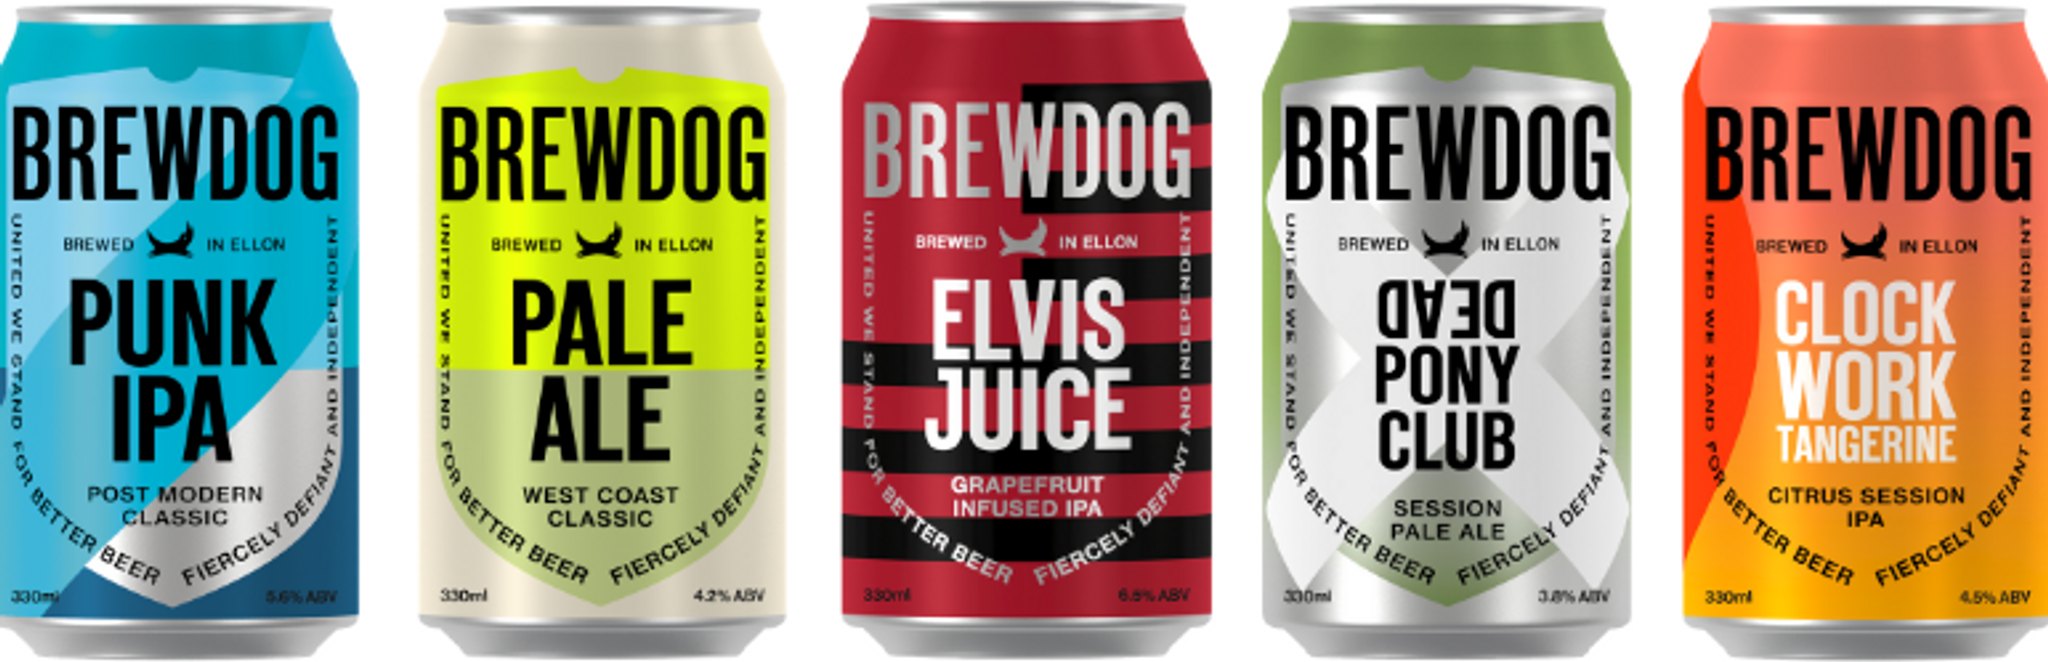 BREWDOG
BREWED IN ELLON
PUNK
IPA
POST MODERN
CLASSIC
UNITED WE STAND FOR BETTER BEER
FIERCELY DEFIANT AND INDEPENDENT
330ml
5.6% ABV
BREWDOG
BREWED IN ELLON
PALE
ALE
WEST COAST
CLASSIC
UNITED WE STAND FOR BETTER BEER
FIERCELY DEFIANT AND INDEPENDENT
330ml
4.2% ABV
BREWDOG
BREWED IN ELLON
ELVIS
JUICE
GRAPEFRUIT
INFUSED IPA
UNITED WE STAND FOR BETTER BEER
FIERCELY DEFIANT AND INDEPENDENT
330ml
6.5% ABV
BREWDOG
BREWED IN ELLON
DEAD
PONY
CLUB
SESSION
PALE ALE
UNITED WE STAND FOR BETTER BEER
FIERCELY DEFIANT AND INDEPENDENT
330ml
3.8% ABV
BREWDOG
BREWED IN ELLON
CLOCK
WORK
TANGERINE
CITRUS SESSION
IPA
UNITED WE STAND FOR BETTER BEER
FIERCELY DEFIANT AND INDEPENDENT
330ml
4.5% ABV